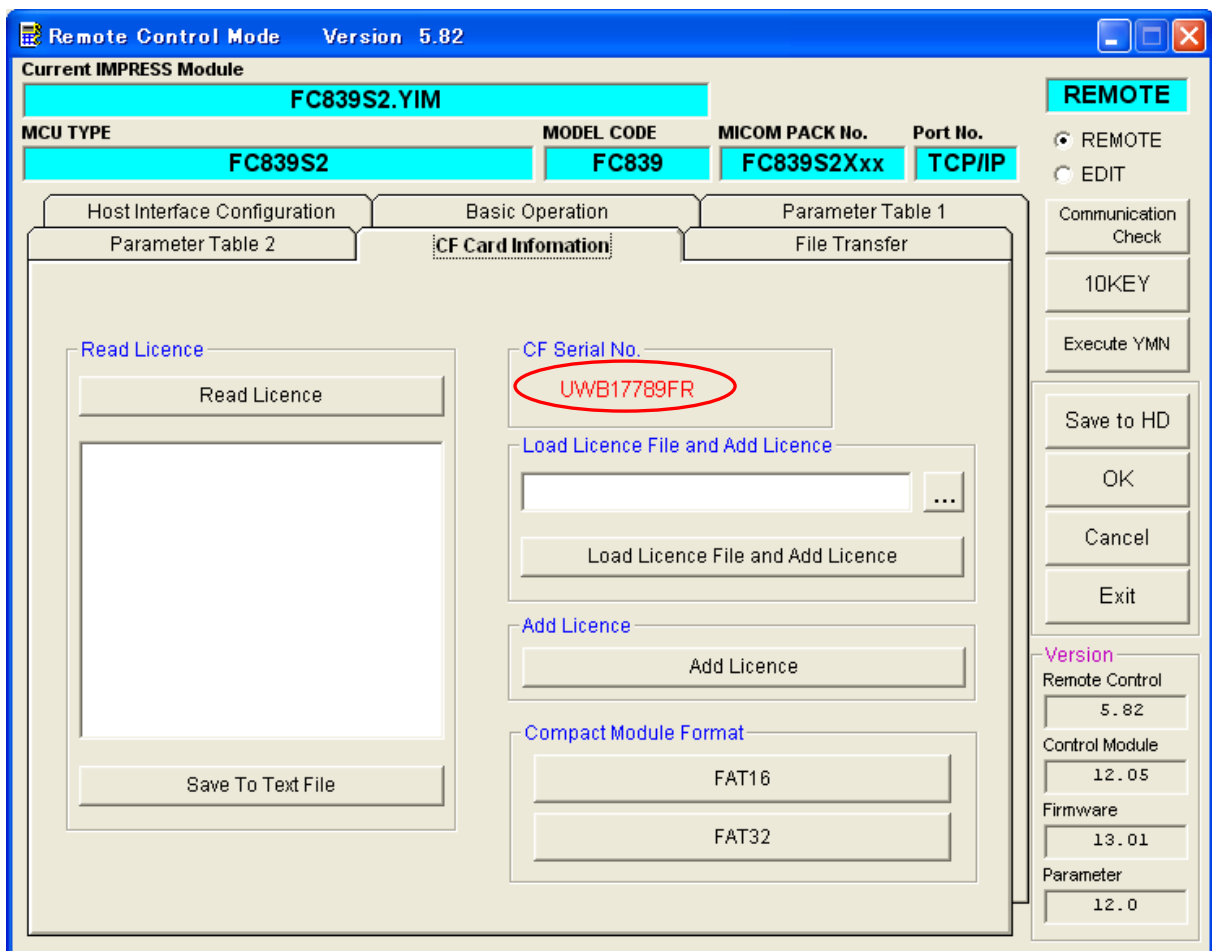 Remote Control Mode Version 5.82
Current IMPRESS Module
FC839S2.YIM
REMOTE
MCU TYPE MODEL CODE MICOM PACK No. Port No.
FC839S2 FC839 FC839S2Xxx TCP/IP
REMOTE
EDIT
Host Interface Configuration Basic Operation Parameter Table 1
Parameter Table 2 CF Card Infomation File Transfer
Communication
Check
10KEY
Execute YMN
Read Licence
Read Licence
Save To Text File
CF Serial No.
UWB17789FR
Load Licence File and Add Licence
...
Load Licence File and Add Licence
Add Licence
Add Licence
Compact Module Format
FAT16
FAT32
Save to HD
OK
Cancel
Exit
Version
Remote Control
5.82
Control Module
12.05
Firmware
13.01
Parameter
12.0